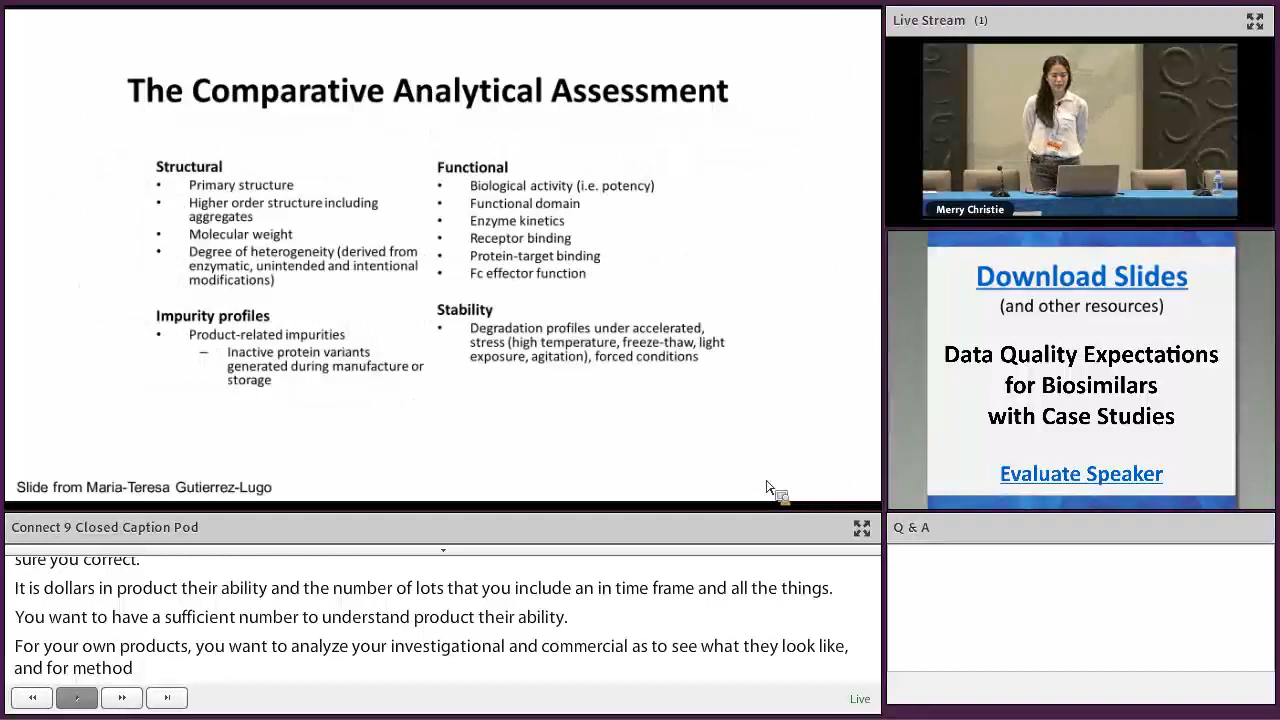 The Comparative Analytical Assessment
Structural
• Primary structure
• Higher order structure including
aggregates
• Molecular weight
• Degree of heterogeneity (derived from
enzymatic, unintended and intentional
modifications)
Impurity profiles
• Product-related impurities
– Inactive protein variants
generated during manufacture or
storage
Functional
• Biological activity (i.e. potency)
• Functional domain
• Enzyme kinetics
• Receptor binding
• Protein-target binding
• Fc effector function
Stability
• Degradation profiles under accelerated,
stress (high temperature, freeze-thaw, light
exposure, agitation), forced conditions
Slide from Maria-Teresa Gutierrez-Lugo
Live Stream (1)
Merry Christie
Download Slides
(and other resources)
Data Quality Expectations
for Biosimilars
with Case Studies
Evaluate Speaker
Connect 9 Closed Caption Pod
sure you correct.
It is dollars in product their ability and the number of lots that you include an in time frame and all the things.
You want to have a sufficient number to understand product their ability.
For your own products, you want to analyze your investigational and commercial as to see what they look like,
and for method
Live
Q & A